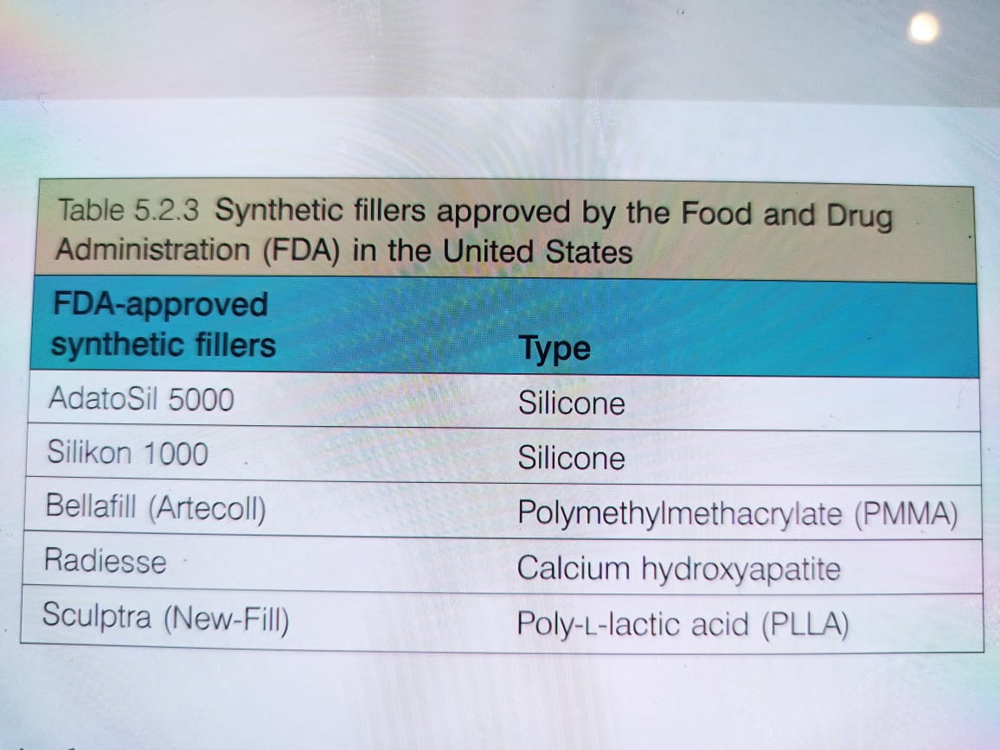 Table 5.2.3 Synthetic fillers approved by the Food and Drug
Administration (FDA) in the United States
FDA-approved
synthetic fillers
Type
AdatoSil 5000
Silicone
Silikon 1000
Silicone
Bellafill (Artecoll)
Polymethylmethacrylate (PMMA)
Radiesse
Calcium hydroxyapatite
Sculptra (New-Fill)
Poly-L-lactic acid (PLLA)